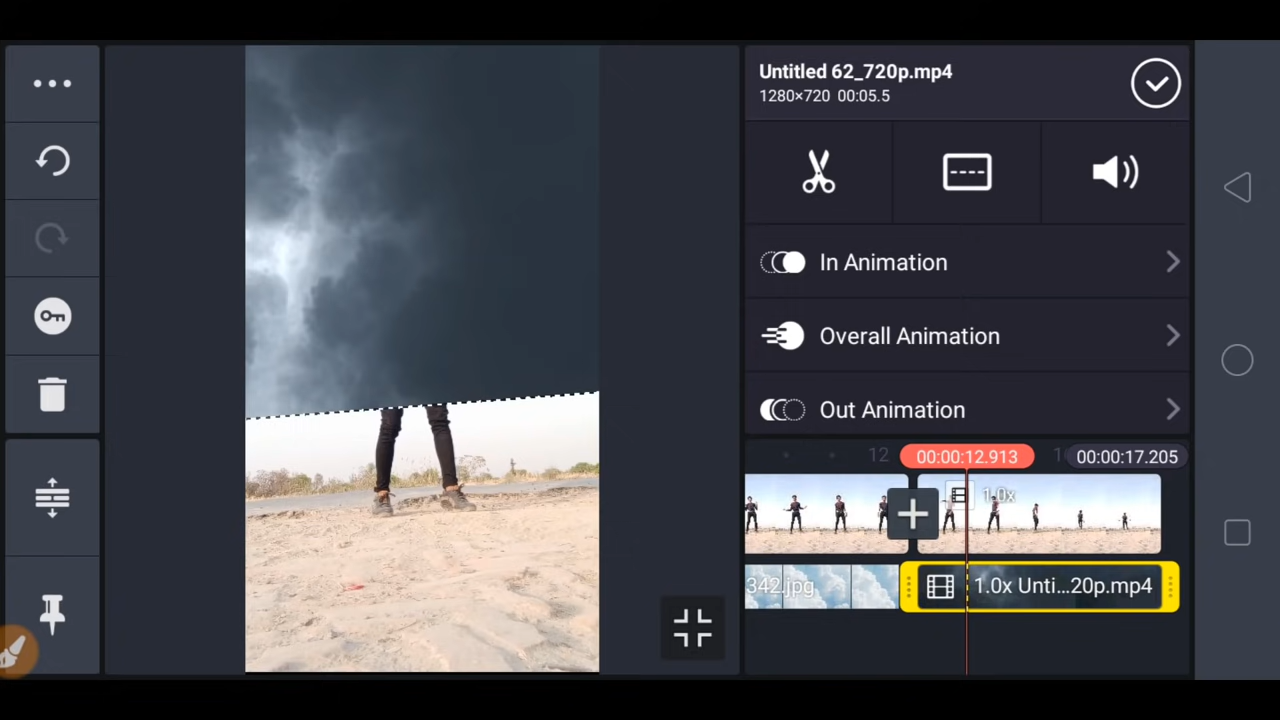 Untitled 62_720p.mp4
1280×720 00:05.5
In Animation
Overall Animation
Out Animation
12
00:00:12.913
1
00:00:17.205
1.0x
342.jpg
1.0x Unti...20p.mp4